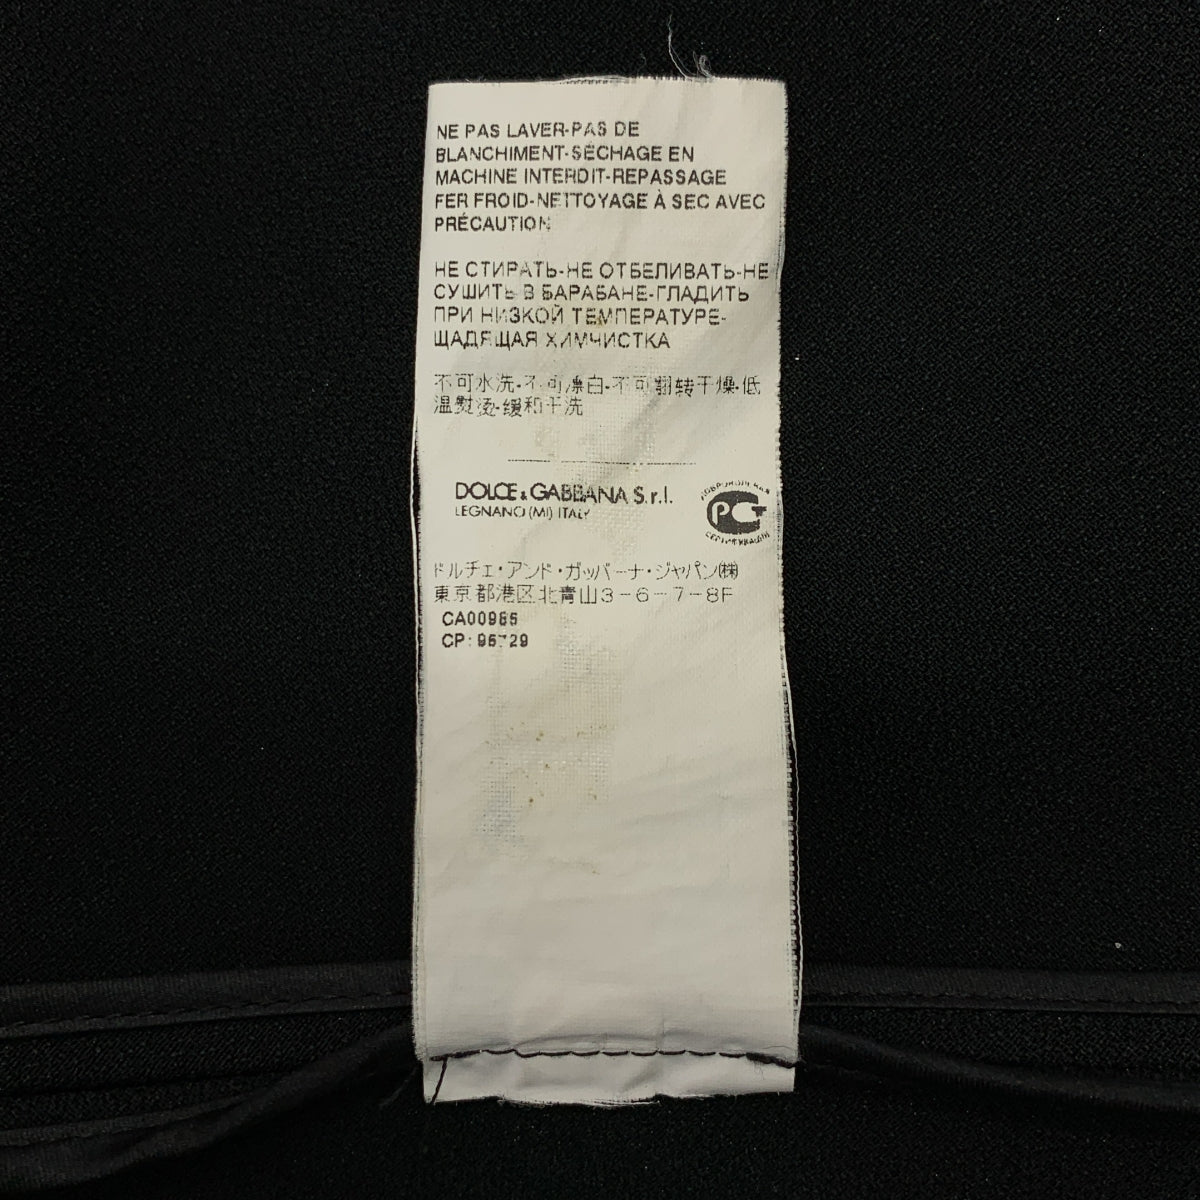 NE PAS LAVER-PAS DE
BLANCHIMENT-SÉCHAGE EN
MACHINE INTERDIT-REPASSAGE
FER FROID-NETTOYAGE À SEC AVEC
PRÉCAUTION
НЕ СТИРАТЬ-НЕ ОТБЕЛИВАТЬ-НЕ
СУШИТЬ В БАРАБАНЕ-ГЛАДИТЬ
ПРИ НИЗКОЙ ТЕМПЕРАТУРЕ-
ЩАДЯЩАЯ ХИМЧИСТКА
不可水洗-不可漂白-不可翻转干燥-低
温熨烫-缓和干洗
DOLCE & GABBANA S.r.l.
LEGNANO (MI) ITALY
ДОБРОВОЛЬНАЯ
РСТ
СЕРТИФИКАЦИЯ
ドルチェ・アンド・ガッバーナ・ジャパン㈱
東京都港区北青山3-6-7-8F
CA00985
CP: